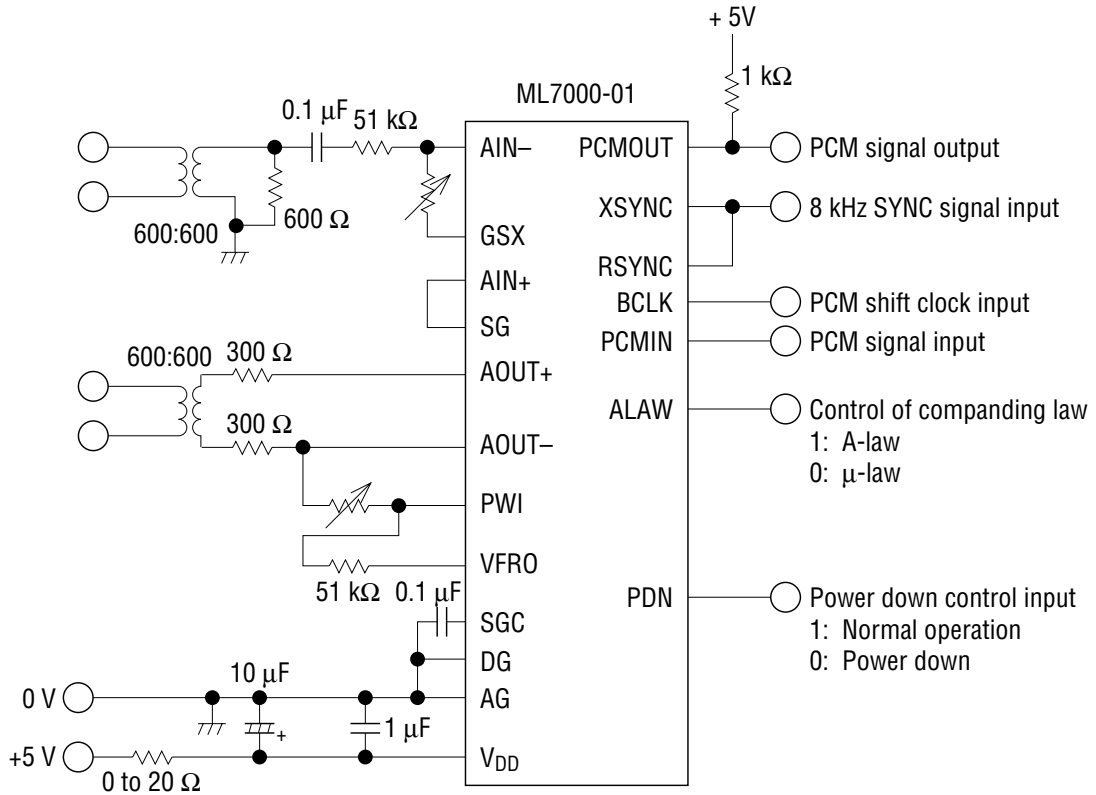 + 5V
1 kΩ
ML7000-01
0.1 μF
51 kΩ
600 Ω
600:600
AIN–
GSX
AIN+
SG
AOUT+
AOUT–
PWI
VFRO
SGC
DG
AG
VDD
PCMOUT
XSYNC
RSYNC
BCLK
PCMIN
ALAW
PDN
PCM signal output
8 kHz SYNC signal input
PCM shift clock input
PCM signal input
Control of companding law
1: A-law
0: μ-law
Power down control input
1: Normal operation
0: Power down
600:600
300 Ω
300 Ω
51 kΩ
0.1 μF
10 μF
+
1 μF
0 V
+5 V
0 to 20 Ω